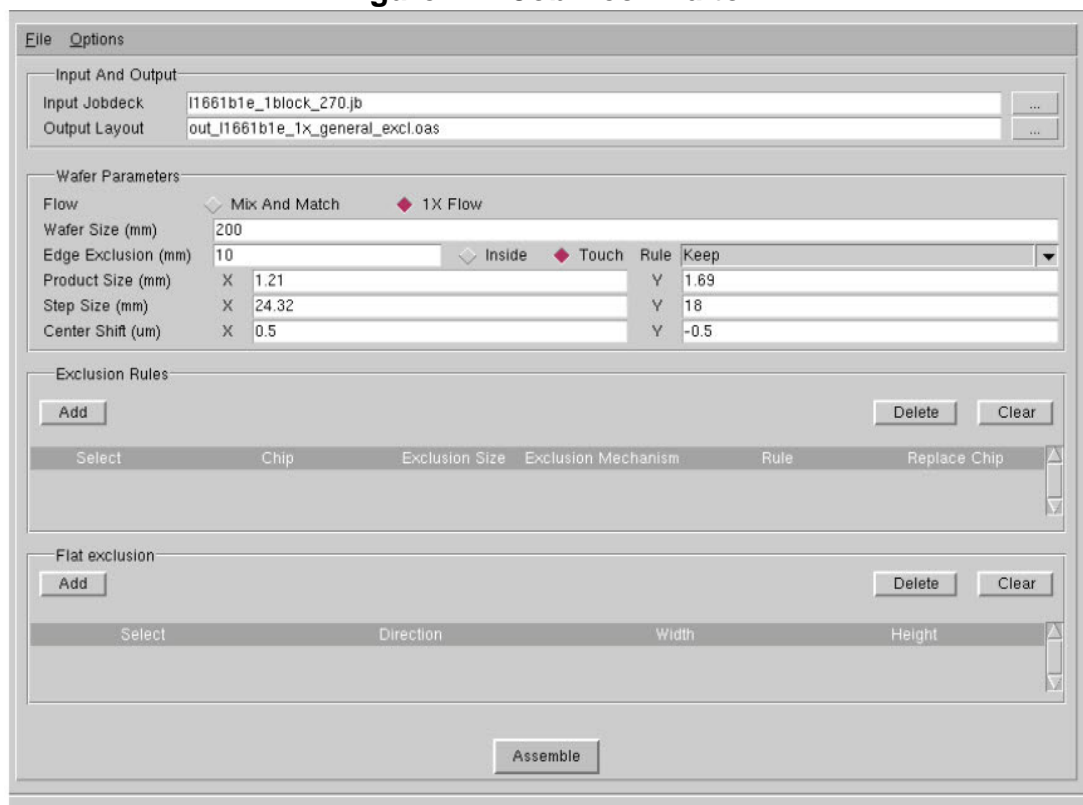 File Options
Input And Output
Input Jobdeck l1661b1e_1block_270.jb ...
Output Layout out_l1661b1e_1x_general_excl.oas ...
Wafer Parameters
Flow Mix And Match 1X Flow
Wafer Size (mm) 200
Edge Exclusion (mm) 10 Inside Touch Rule Keep
Product Size (mm) X 1.21 Y 1.69
Step Size (mm) X 24.32 Y 18
Center Shift (um) X 0.5 Y -0.5
Exclusion Rules
Add Delete Clear
Select Chip Exclusion Size Exclusion Mechanism Rule Replace Chip
Flat exclusion
Add Delete Clear
Select Direction Width Height
Assemble